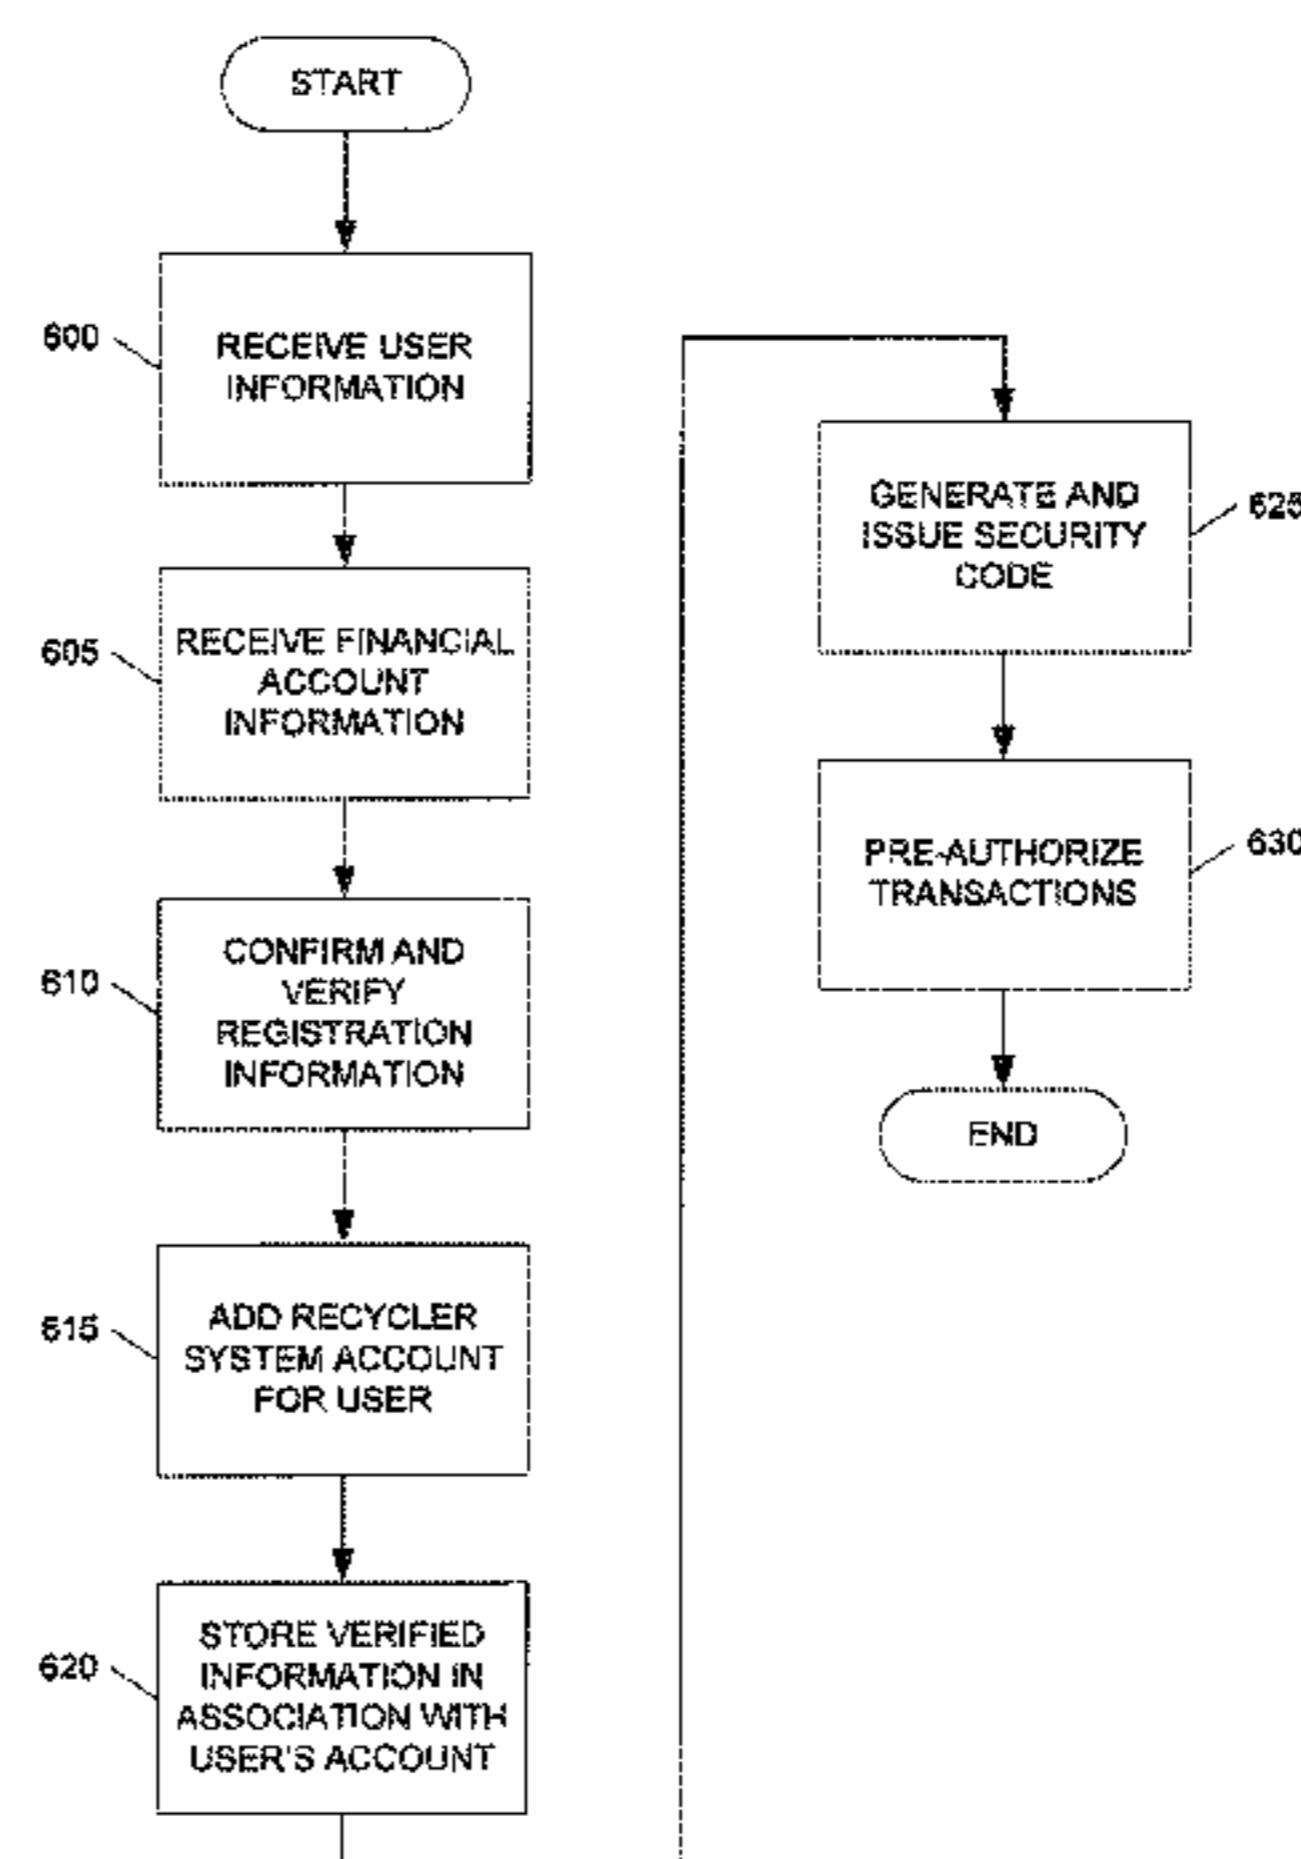 START
600
RECEIVE USER
INFORMATION
605
RECEIVE FINANCIAL
ACCOUNT
INFORMATION
610
CONFIRM AND
VERIFY
REGISTRATION
INFORMATION
615
ADD RECYCLER
SYSTEM ACCOUNT
FOR USER
620
STORE VERIFIED
INFORMATION IN
ASSOCIATION WITH
USER'S ACCOUNT
GENERATE AND
ISSUE SECURITY
CODE
625
PRE-AUTHORIZE
TRANSACTIONS
630
END